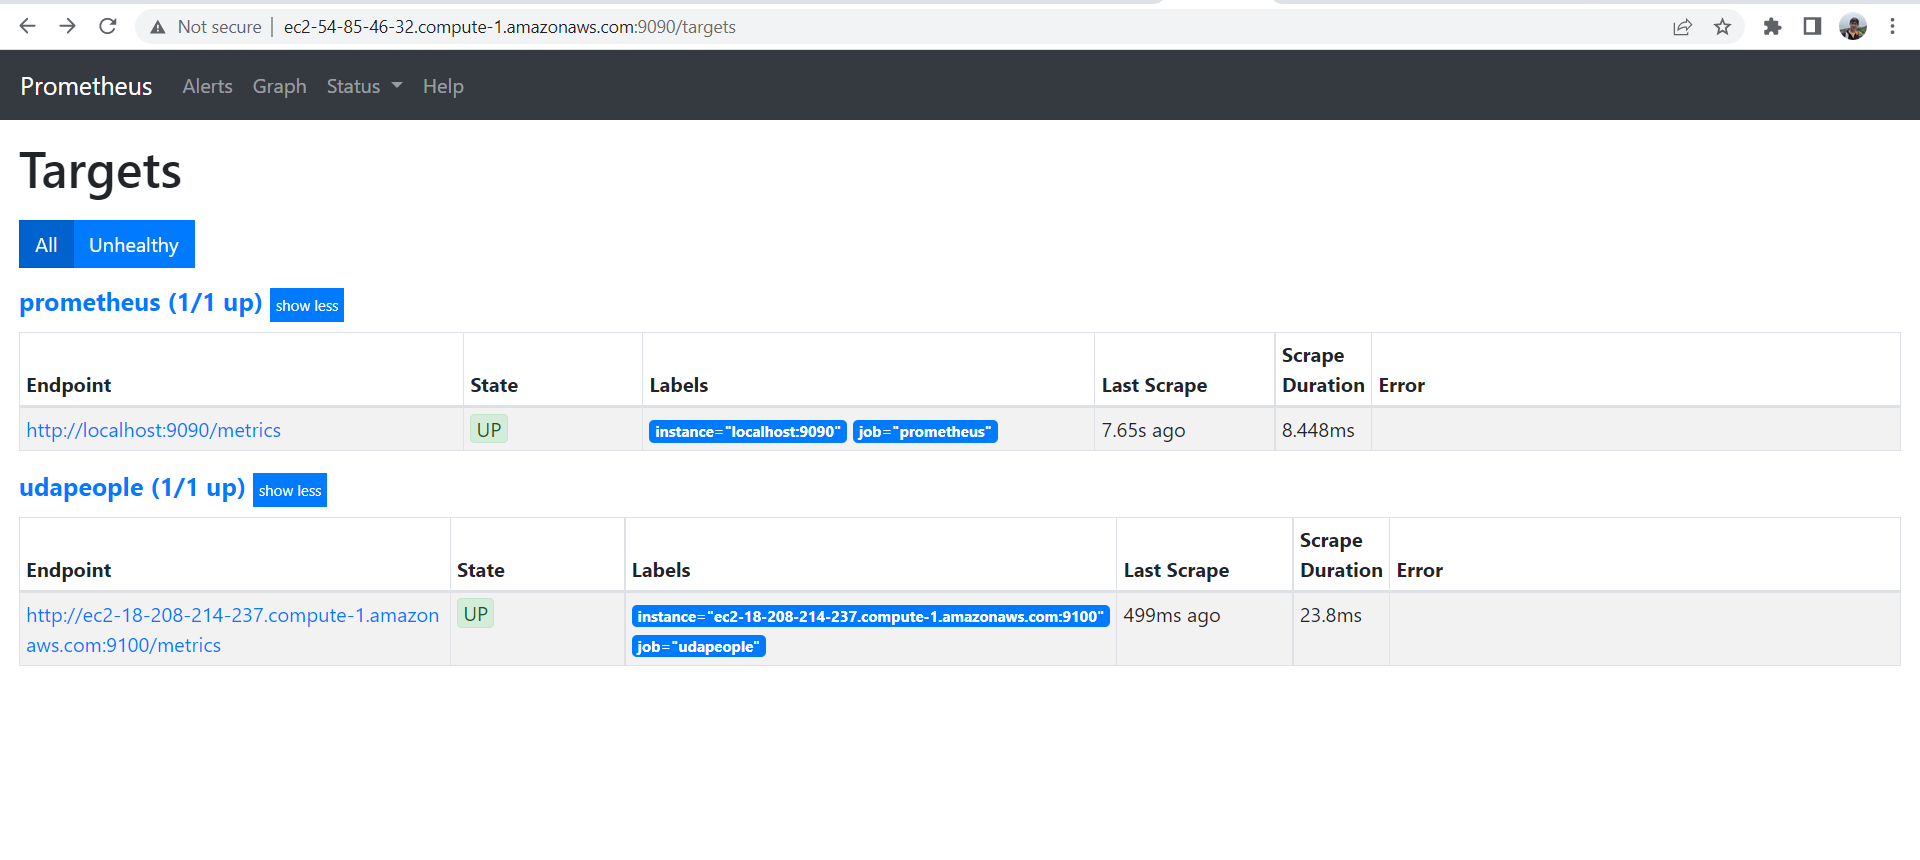 Not secure | ec2-54-85-46-32.compute-1.amazonaws.com:9090/targets
Prometheus Alerts Graph Status Help
Targets
All Unhealthy
prometheus (1/1 up) show less
Endpoint State Labels Last Scrape Scrape Duration Error
http://localhost:9090/metrics UP instance="localhost:9090" job="prometheus" 7.65s ago 8.448ms
udapeople (1/1 up) show less
Endpoint State Labels Last Scrape Scrape Duration Error
http://ec2-18-208-214-237.compute-1.amazon UP instance="ec2-18-208-214-237.compute-1.amazonaws.com:9100" 499ms ago 23.8ms
aws.com:9100/metrics job="udapeople"